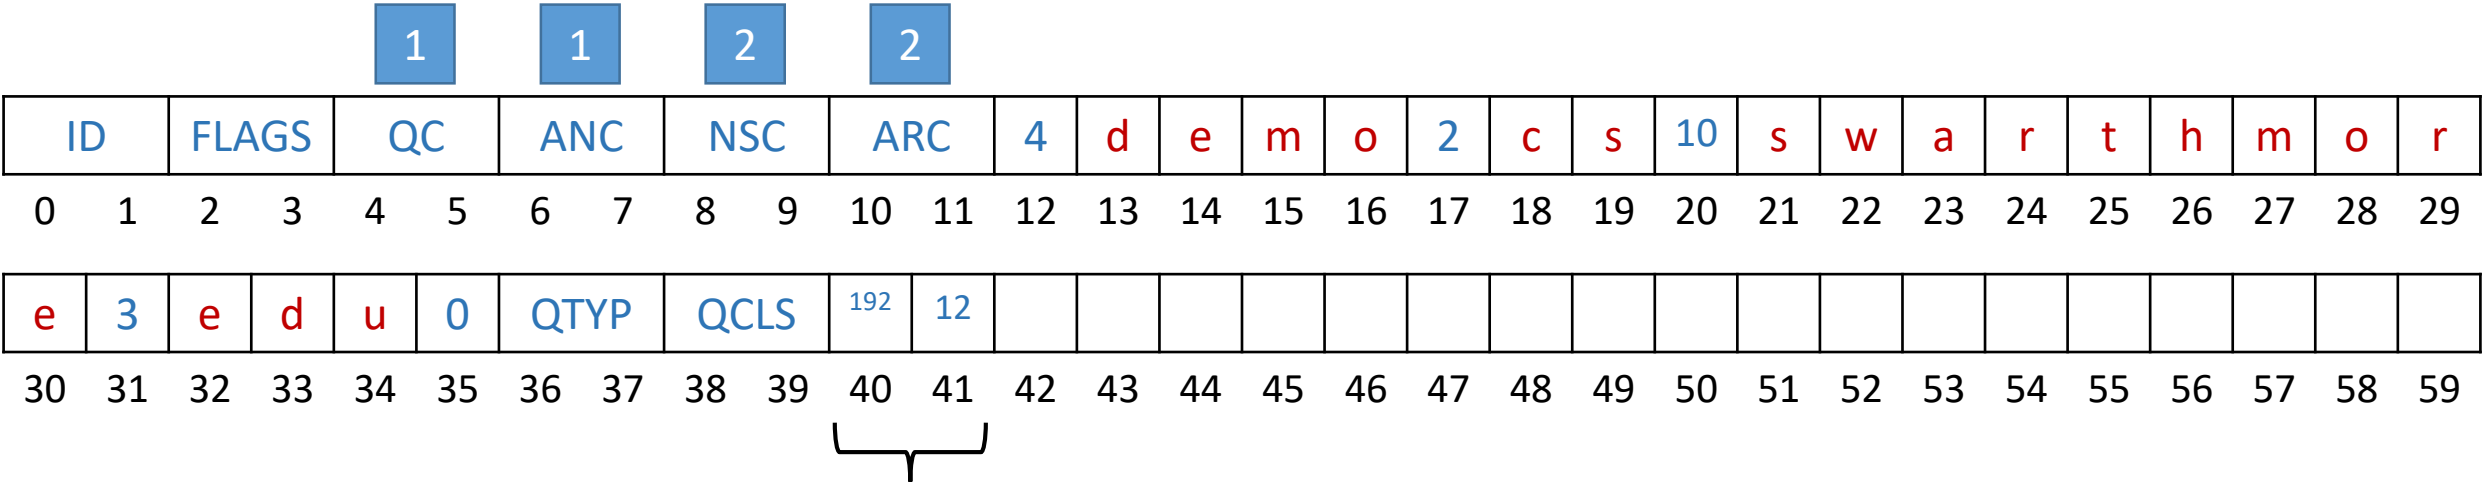 1 1 2 2
ID FLAGS QC ANC NSC ARC 4 d e m o 2 c s 10 s w a r t h m o r
0 1 2 3 4 5 6 7 8 9 10 11 12 13 14 15 16 17 18 19 20 21 22 23 24 25 26 27 28 29
e 3 e d u 0 QTYP QCLS 192 12
30 31 32 33 34 35 36 37 38 39 40 41 42 43 44 45 46 47 48 49 50 51 52 53 54 55 56 57 58 59